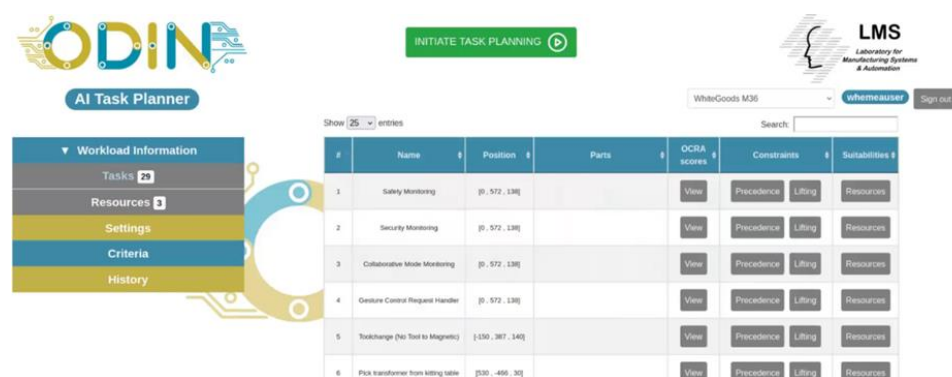 ODIN
AI Task Planner
INITIATE TASK PLANNING
LMS
Laboratory for
Manufacturing Systems
& Automation
WhiteGoods M36
whemeauser
Sign out
Show 25 entries
Search:
▼ Workload Information
Tasks 29
Resources 3
Settings
Criteria
History
# Name Position Parts OCRA scores Constraints Suitabilities
1 Safety Monitoring [0 , 572 , 138] View Precedence Lifting Resources
2 Security Monitoring [0 , 572 , 138] View Precedence Lifting Resources
3 Collaborative Mode Monitoring [0 , 572 , 138] View Precedence Lifting Resources
4 Gesture Control Request Handler [0 , 572 , 138] View Precedence Lifting Resources
5 Toolchange (No Tool to Magnetic) [-150 , 387 , 140] View Precedence Lifting Resources
6 Pick transformer from kitting table [530 , -466 , 30] View Precedence Lifting Resources